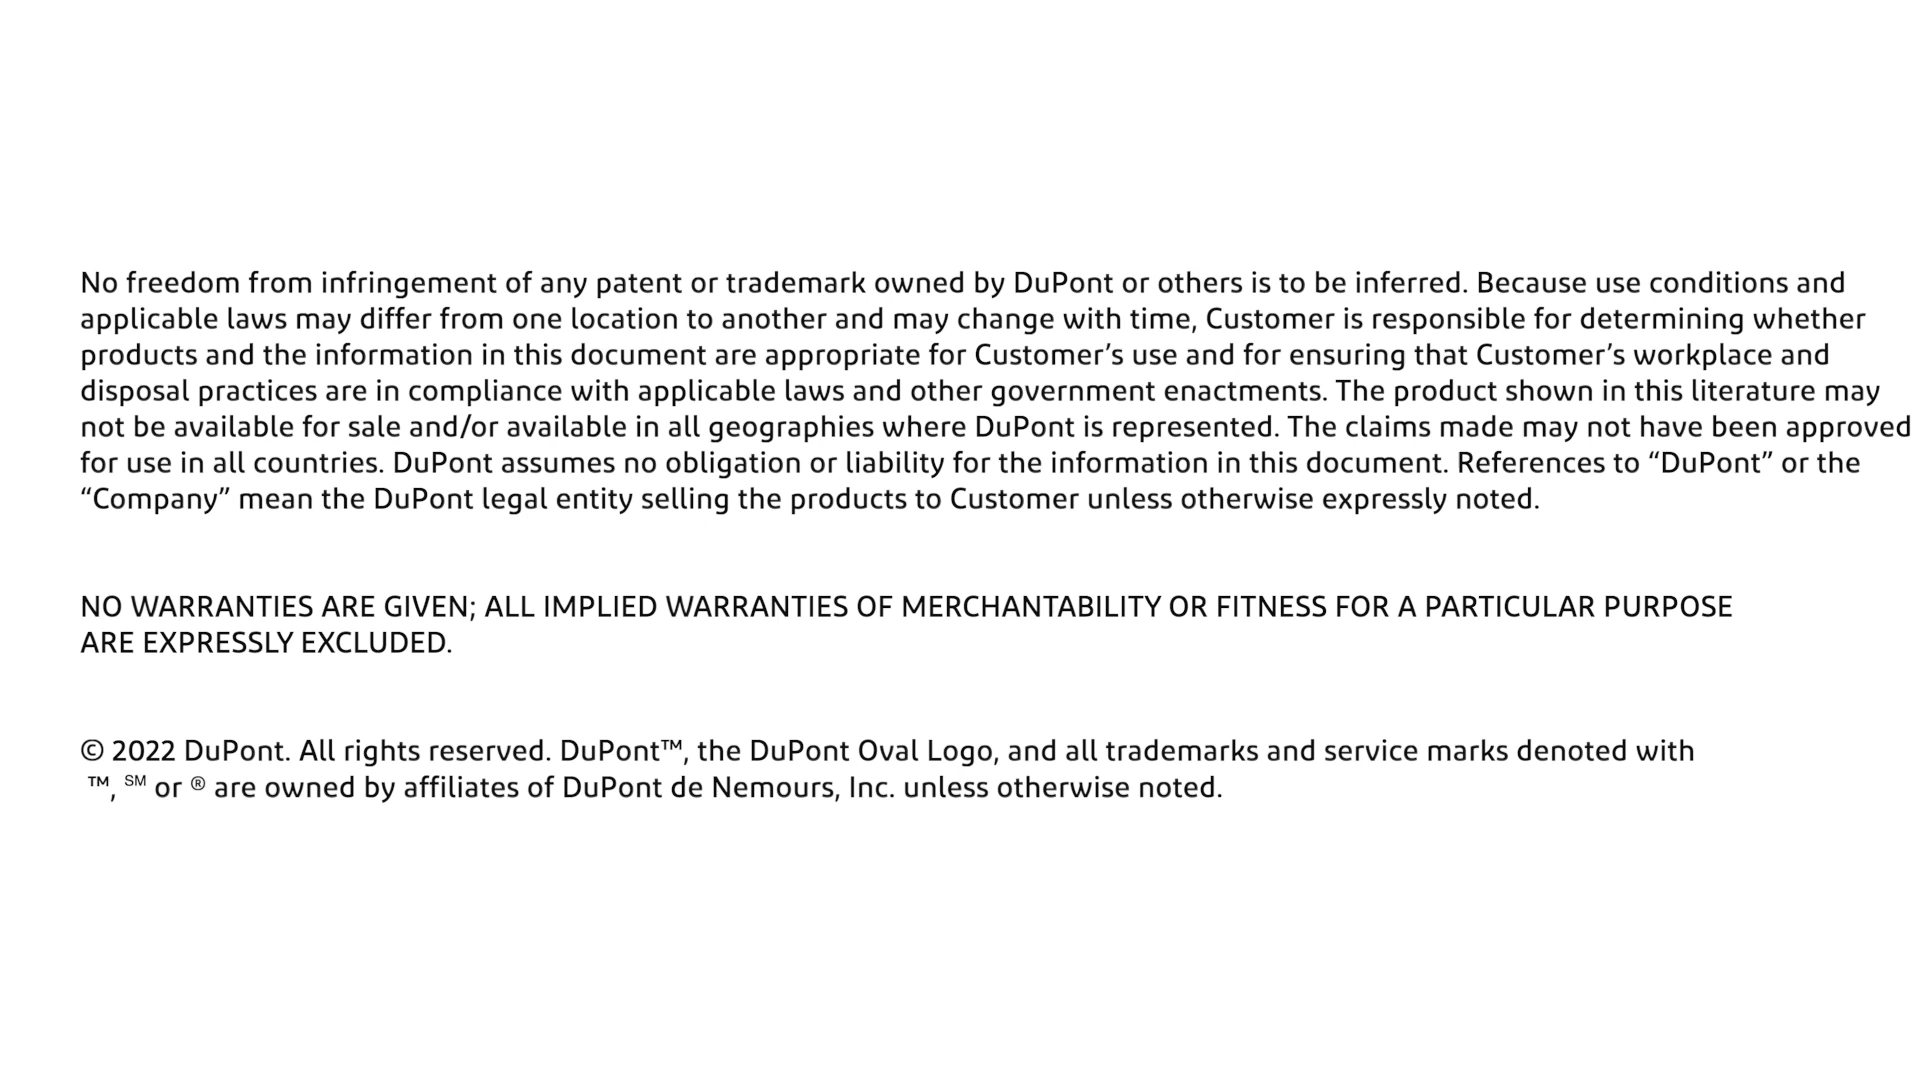 No freedom from infringement of any patent or trademark owned by DuPont or others is to be inferred. Because use conditions and
applicable laws may differ from one location to another and may change with time, Customer is responsible for determining whether
products and the information in this document are appropriate for Customer’s use and for ensuring that Customer’s workplace and
disposal practices are in compliance with applicable laws and other government enactments. The product shown in this literature may
not be available for sale and/or available in all geographies where DuPont is represented. The claims made may not have been approved
for use in all countries. DuPont assumes no obligation or liability for the information in this document. References to “DuPont” or the
“Company” mean the DuPont legal entity selling the products to Customer unless otherwise expressly noted.
NO WARRANTIES ARE GIVEN; ALL IMPLIED WARRANTIES OF MERCHANTABILITY OR FITNESS FOR A PARTICULAR PURPOSE
ARE EXPRESSLY EXCLUDED.
© 2022 DuPont. All rights reserved. DuPont™, the DuPont Oval Logo, and all trademarks and service marks denoted with
™, ℠ or ® are owned by affiliates of DuPont de Nemours, Inc. unless otherwise noted.